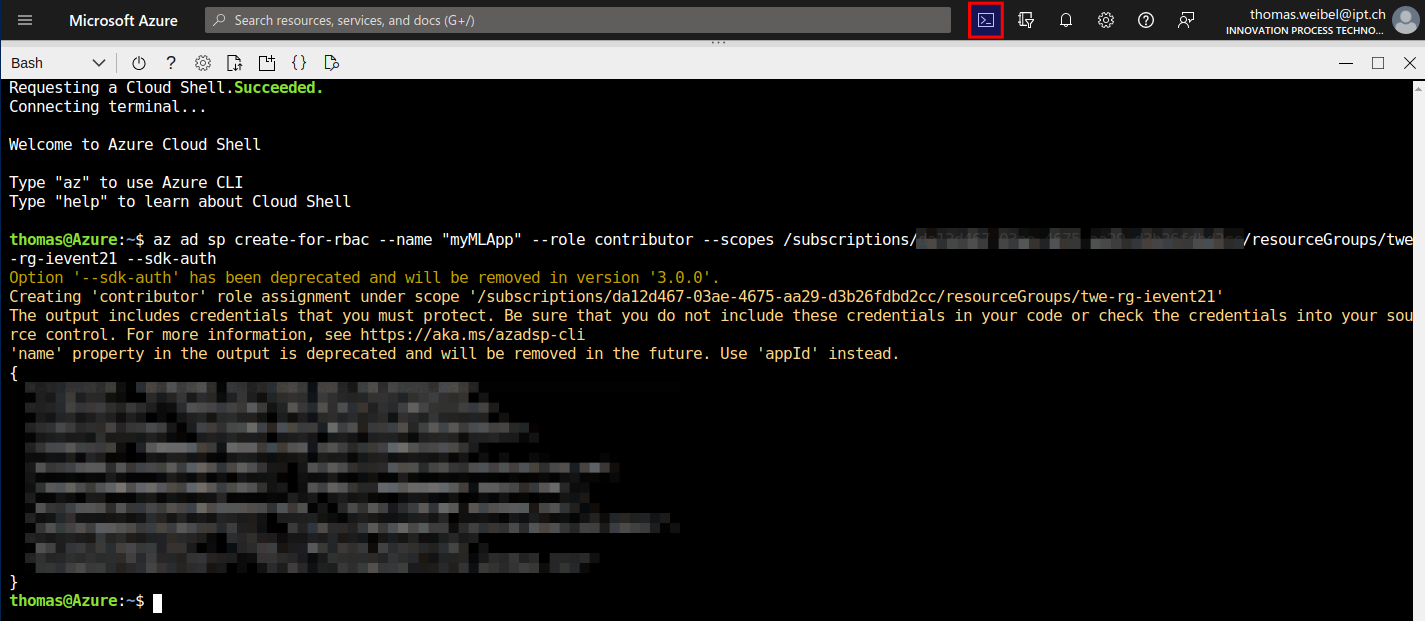 Microsoft Azure
Search resources, services, and docs (G+/)
thomas.weibel@ipt.ch
INNOVATION PROCESS TECHNO...
Bash
Requesting a Cloud Shell.Succeeded.
Connecting terminal...
Welcome to Azure Cloud Shell
Type "az" to use Azure CLI
Type "help" to learn about Cloud Shell
thomas@Azure:~$ az ad sp create-for-rbac --name "myMLApp" --role contributor --scopes /subscriptions/ /resourceGroups/twe
-rg-ievent21 --sdk-auth
Option '--sdk-auth' has been deprecated and will be removed in version '3.0.0'.
Creating 'contributor' role assignment under scope '/subscriptions/da12d467-03ae-4675-aa29-d3b26fdbd2cc/resourceGroups/twe-rg-ievent21'
The output includes credentials that you must protect. Be sure that you do not include these credentials in your code or check the credentials into your sou
rce control. For more information, see https://aka.ms/azadsp-cli
'name' property in the output is deprecated and will be removed in the future. Use 'appId' instead.
{
}
thomas@Azure:~$